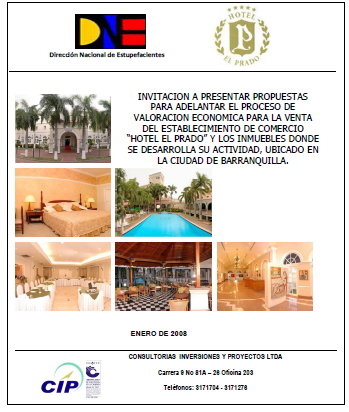 DNE
Dirección Nacional de Estupefacientes
HOTEL
P
EL PRADO
INVITACION A PRESENTAR PROPUESTAS
PARA ADELANTAR EL PROCESO DE
VALORACION ECONOMICA PARA LA VENTA
DEL ESTABLECIMIENTO DE COMERCIO
"HOTEL EL PRADO" Y LOS INMUEBLES DONDE
SE DESARROLLA SU ACTIVIDAD, UBICADO EN
LA CIUDAD DE BARRANQUILLA.
ENERO DE 2008
CONSULTORIAS INVERSIONES Y PROYECTOS LTDA
Carrera 9 No 81A – 26 Oficina 203
Teléfonos: 3171704 - 3171276
CIP